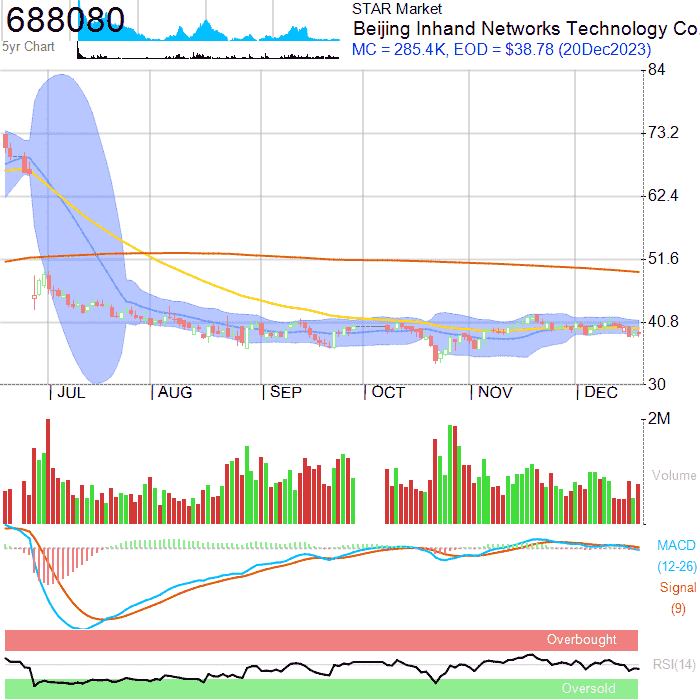 688080
5yr Chart
STAR Market
Beijing Inhand Networks Technology Co
MC = 285.4K, EOD = $38.78 (20Dec2023)
84
73.2
62.4
51.6
40.8
30
JUL AUG SEP OCT NOV DEC
2M
Volume
MACD
(12-26)
Signal
(9)
Overbought
RSI(14)
Oversold